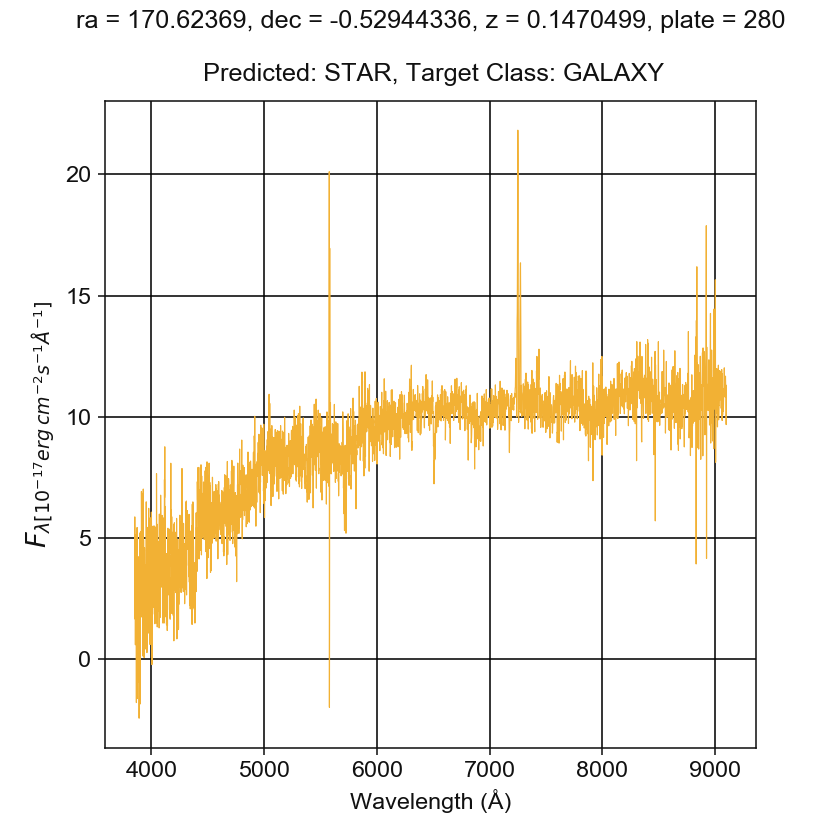 ra = 170.62369, dec = -0.52944336, z = 0.1470499, plate = 280
Predicted: STAR, Target Class: GALAXY
20
15
10
5
0
F_λ[10⁻¹⁷erg cm⁻²s⁻¹Å⁻¹]
4000 5000 6000 7000 8000 9000
Wavelength (Å)